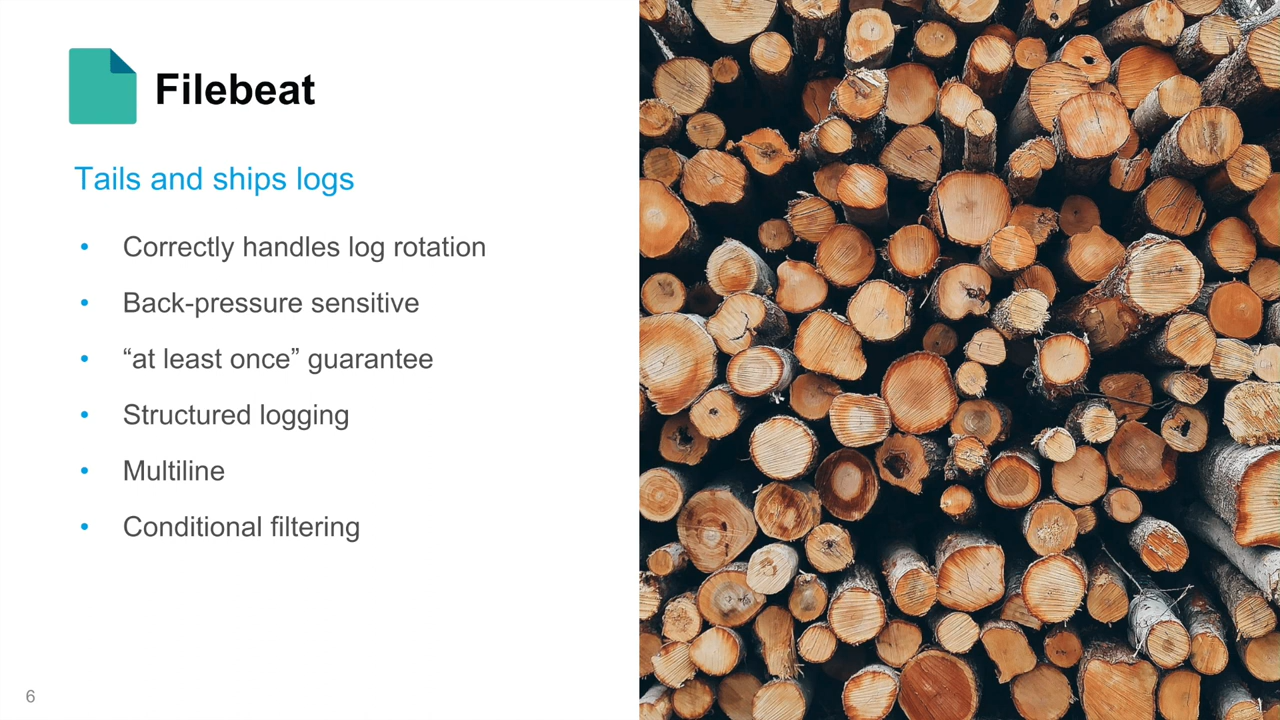 Filebeat
Tails and ships logs
• Correctly handles log rotation
• Back-pressure sensitive
• “at least once” guarantee
• Structured logging
• Multiline
• Conditional filtering
6